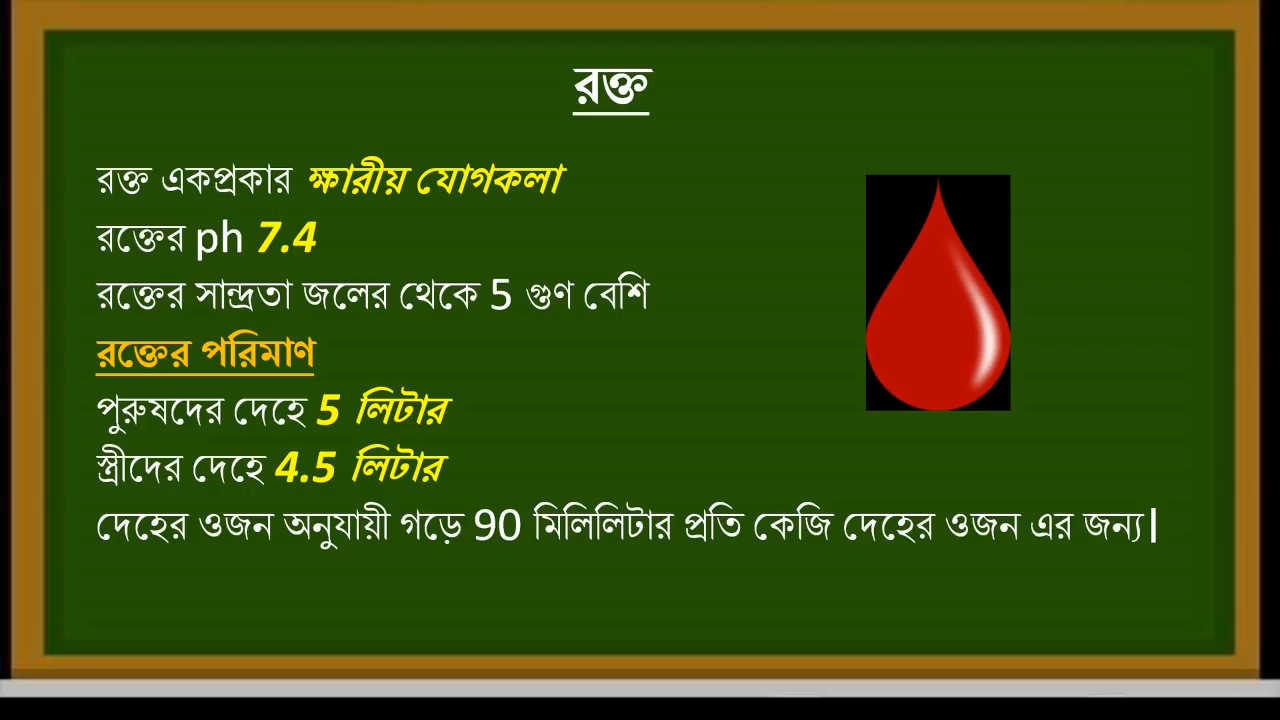 রক্ত
রক্ত একপ্রকার ক্ষারীয় যোগকলা
রক্তের ph 7.4
রক্তের সান্দ্রতা জলের থেকে 5 গুণ বেশি
রক্তের পরিমাণ
পুরুষদের দেহে 5 লিটার
স্ত্রীদের দেহে 4.5 লিটার
দেহের ওজন অনুযায়ী গড়ে 90 মিলিলিটার প্রতি কেজি দেহের ওজন এর জন্য|